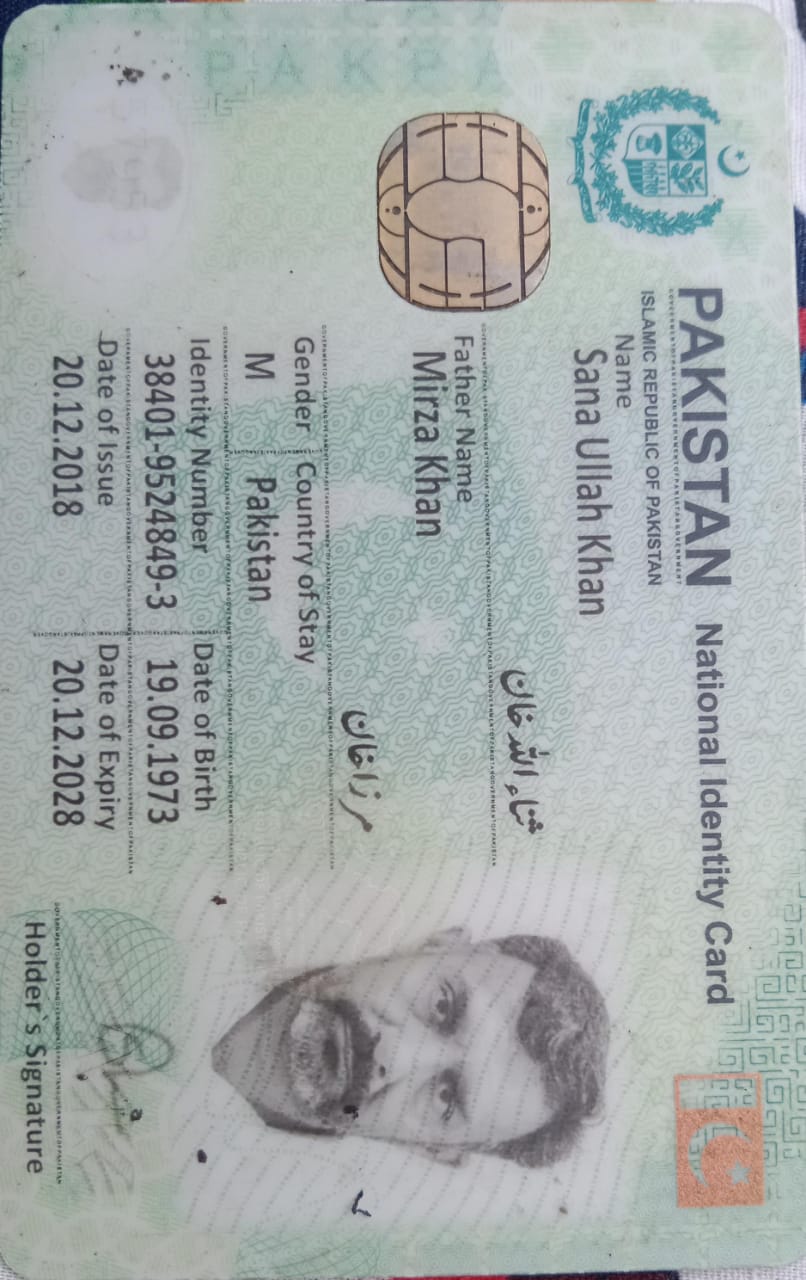 PAKISTAN National Identity Card
ISLAMIC REPUBLIC OF PAKISTAN
Name
Sana Ullah Khan
ثناء اللہ خان
Father Name
Mirza Khan
مرزا خان
Gender Country of Stay
M Pakistan
Identity Number Date of Birth
38401-9524849-3 19.09.1973
Date of Issue Date of Expiry
20.12.2018 20.12.2028
Holder`s Signature